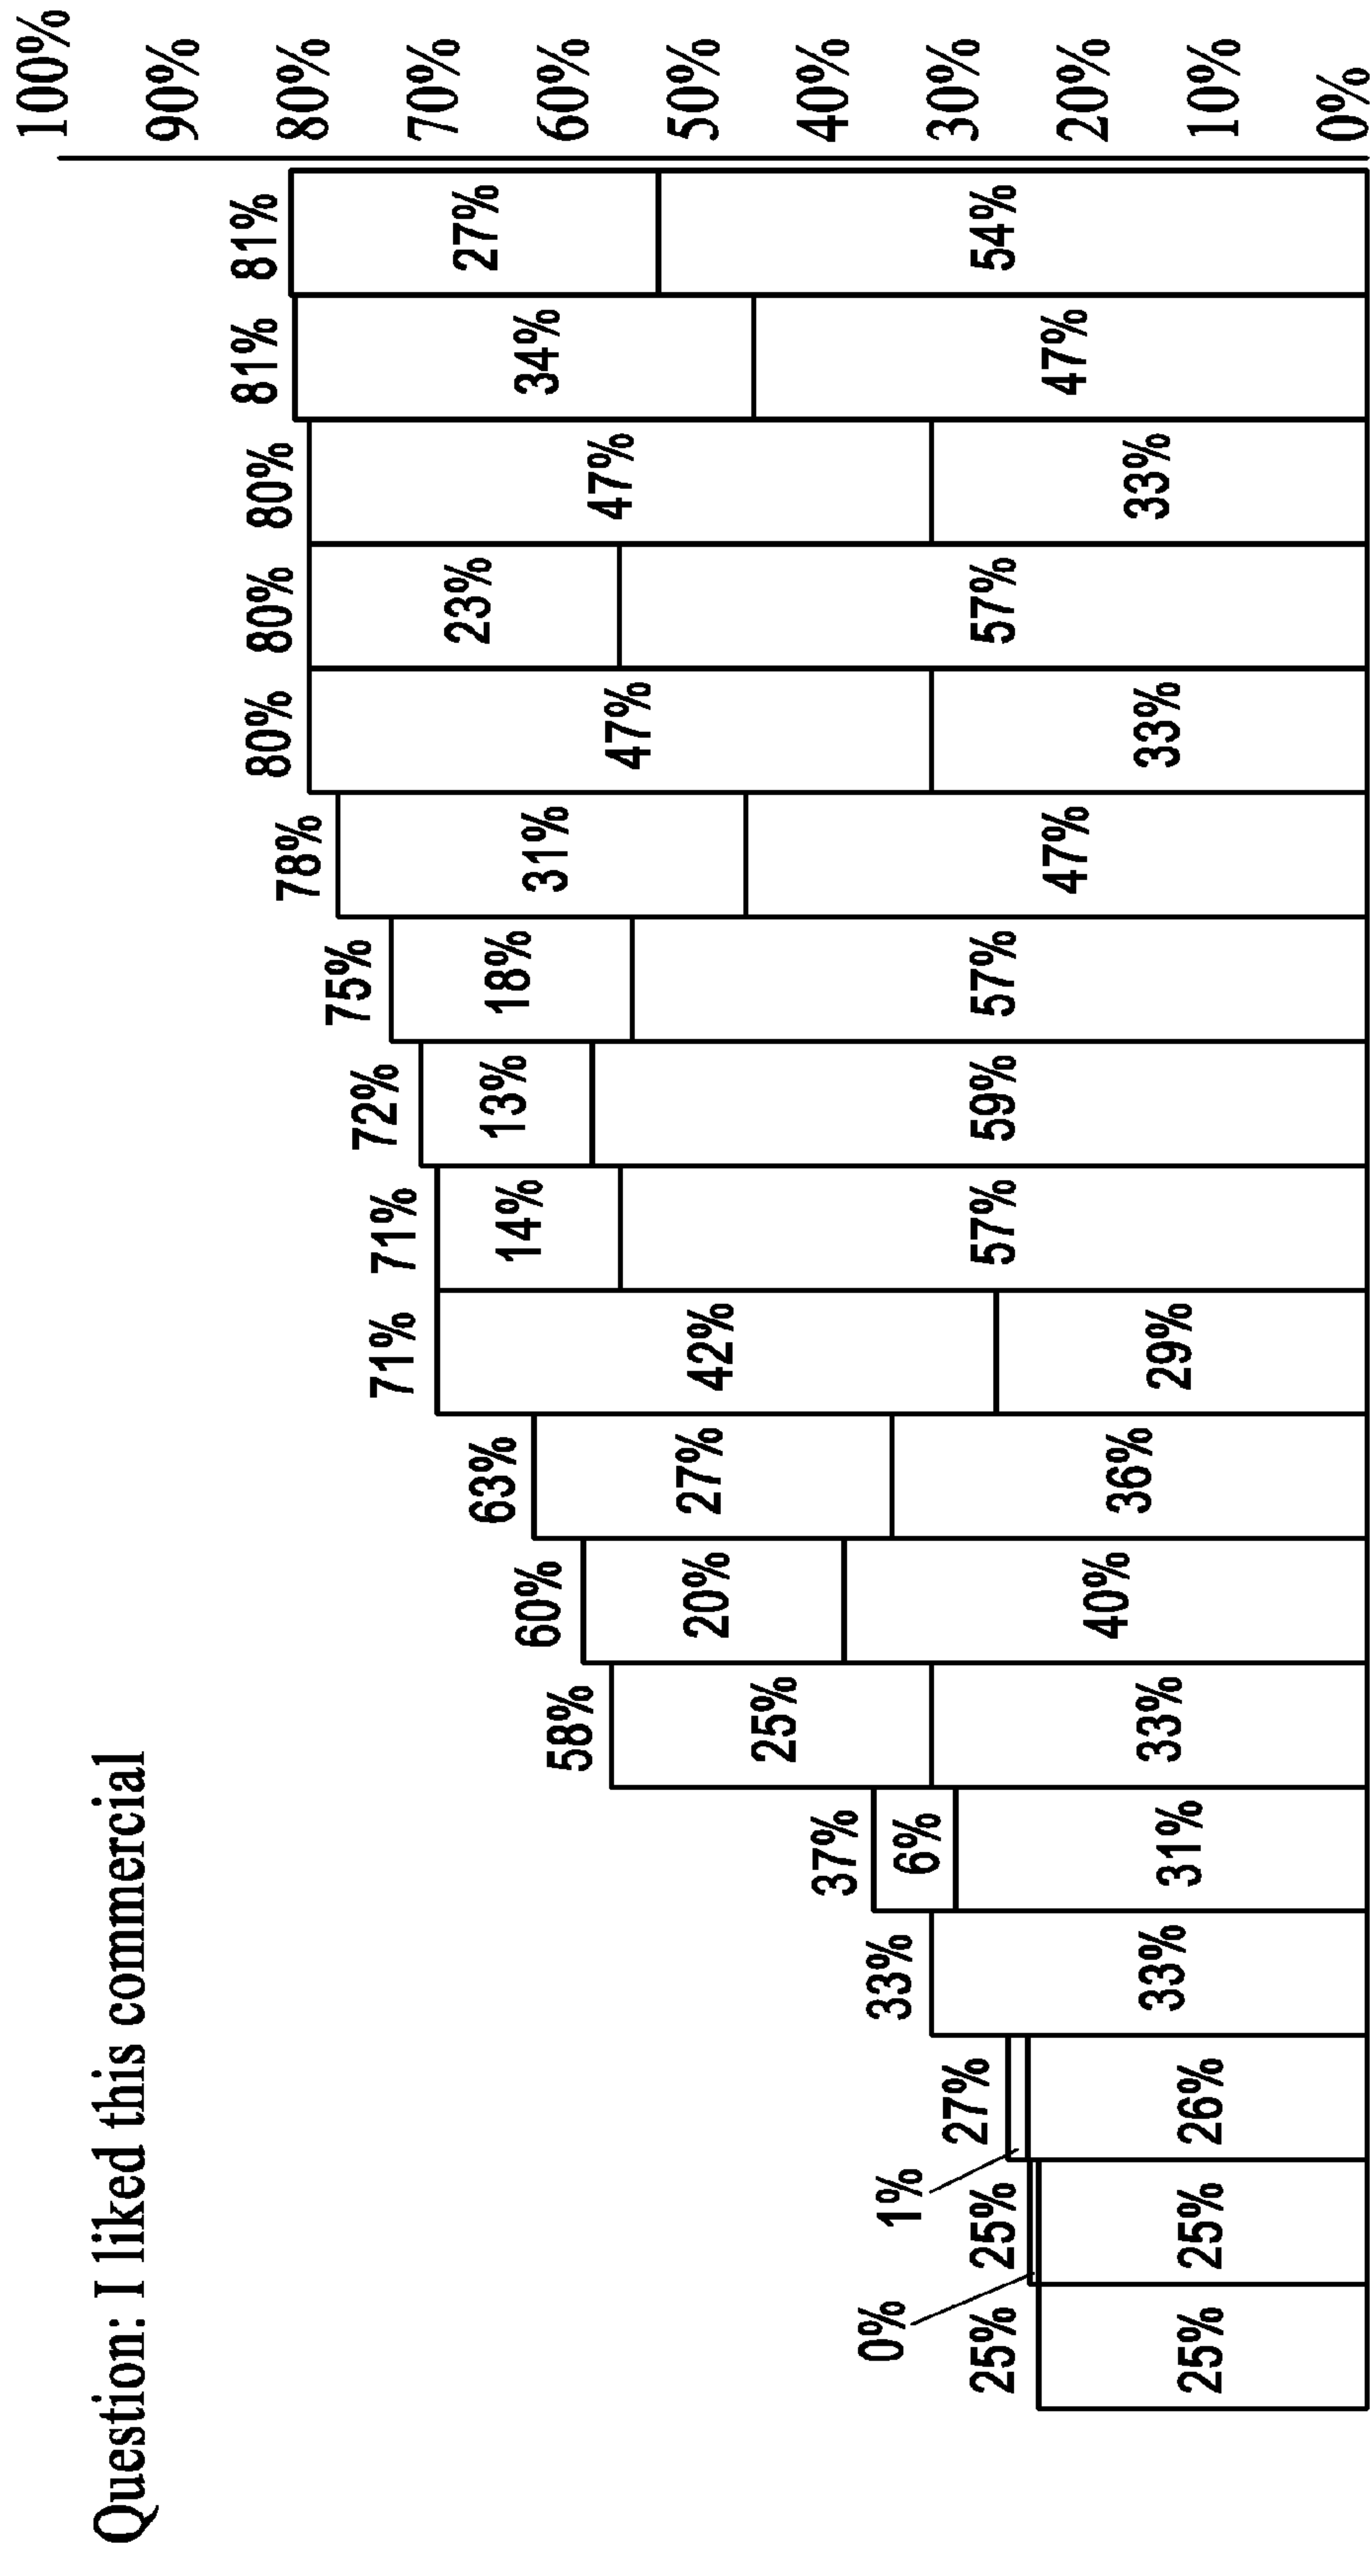 Question: I liked this commercial
25% 25% 27% 33% 37% 58% 60% 63% 71% 71% 72% 75% 78% 80% 80% 80% 81% 81%
0% 1% 6% 25% 20% 27% 42% 14% 13% 18% 31% 47% 23% 47% 34% 27%
25% 25% 26% 33% 31% 33% 40% 36% 29% 57% 59% 57% 47% 33% 57% 33% 47% 54%
100%
90%
80%
70%
60%
50%
40%
30%
20%
10%
0%